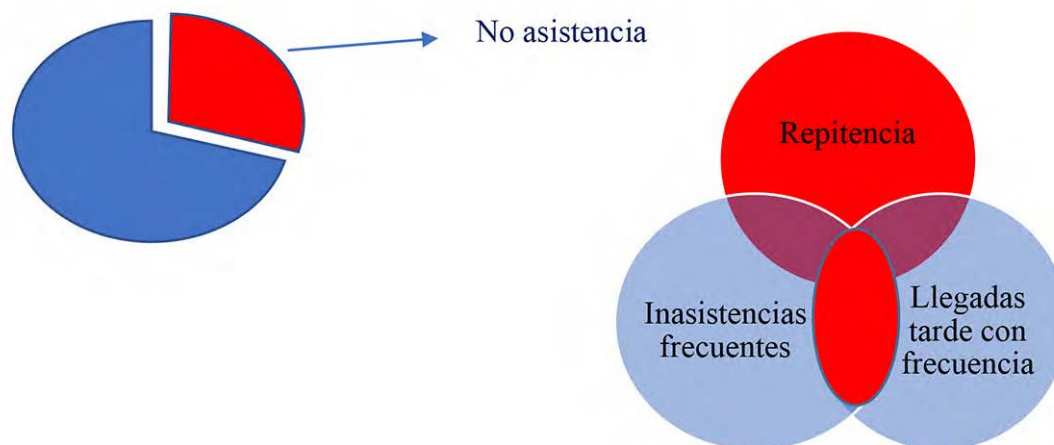 No asistencia
Repitencia
Inasistencias
frecuentes
Llegadas
tarde con
frecuencia